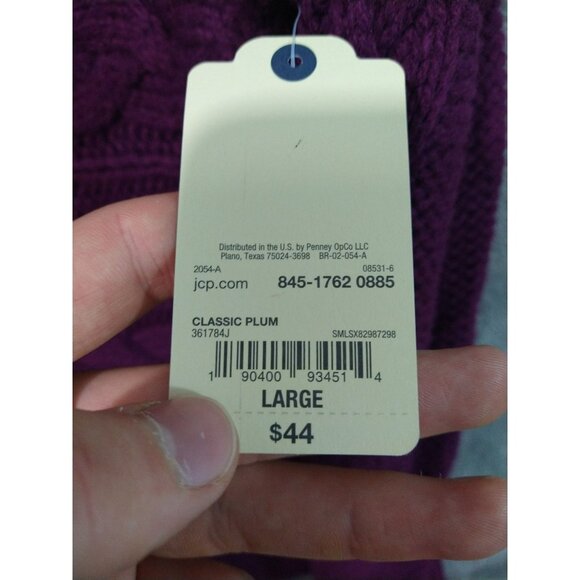 Distributed in the U.S. by Penney OpCo LLC
Plano, Texas 75024-3698 BR-02-054-A
2054-A 08531-6
jcp.com 845-1762 0885
CLASSIC PLUM
361784J SMLSX82987298
1 90400 93451 4
LARGE
$44